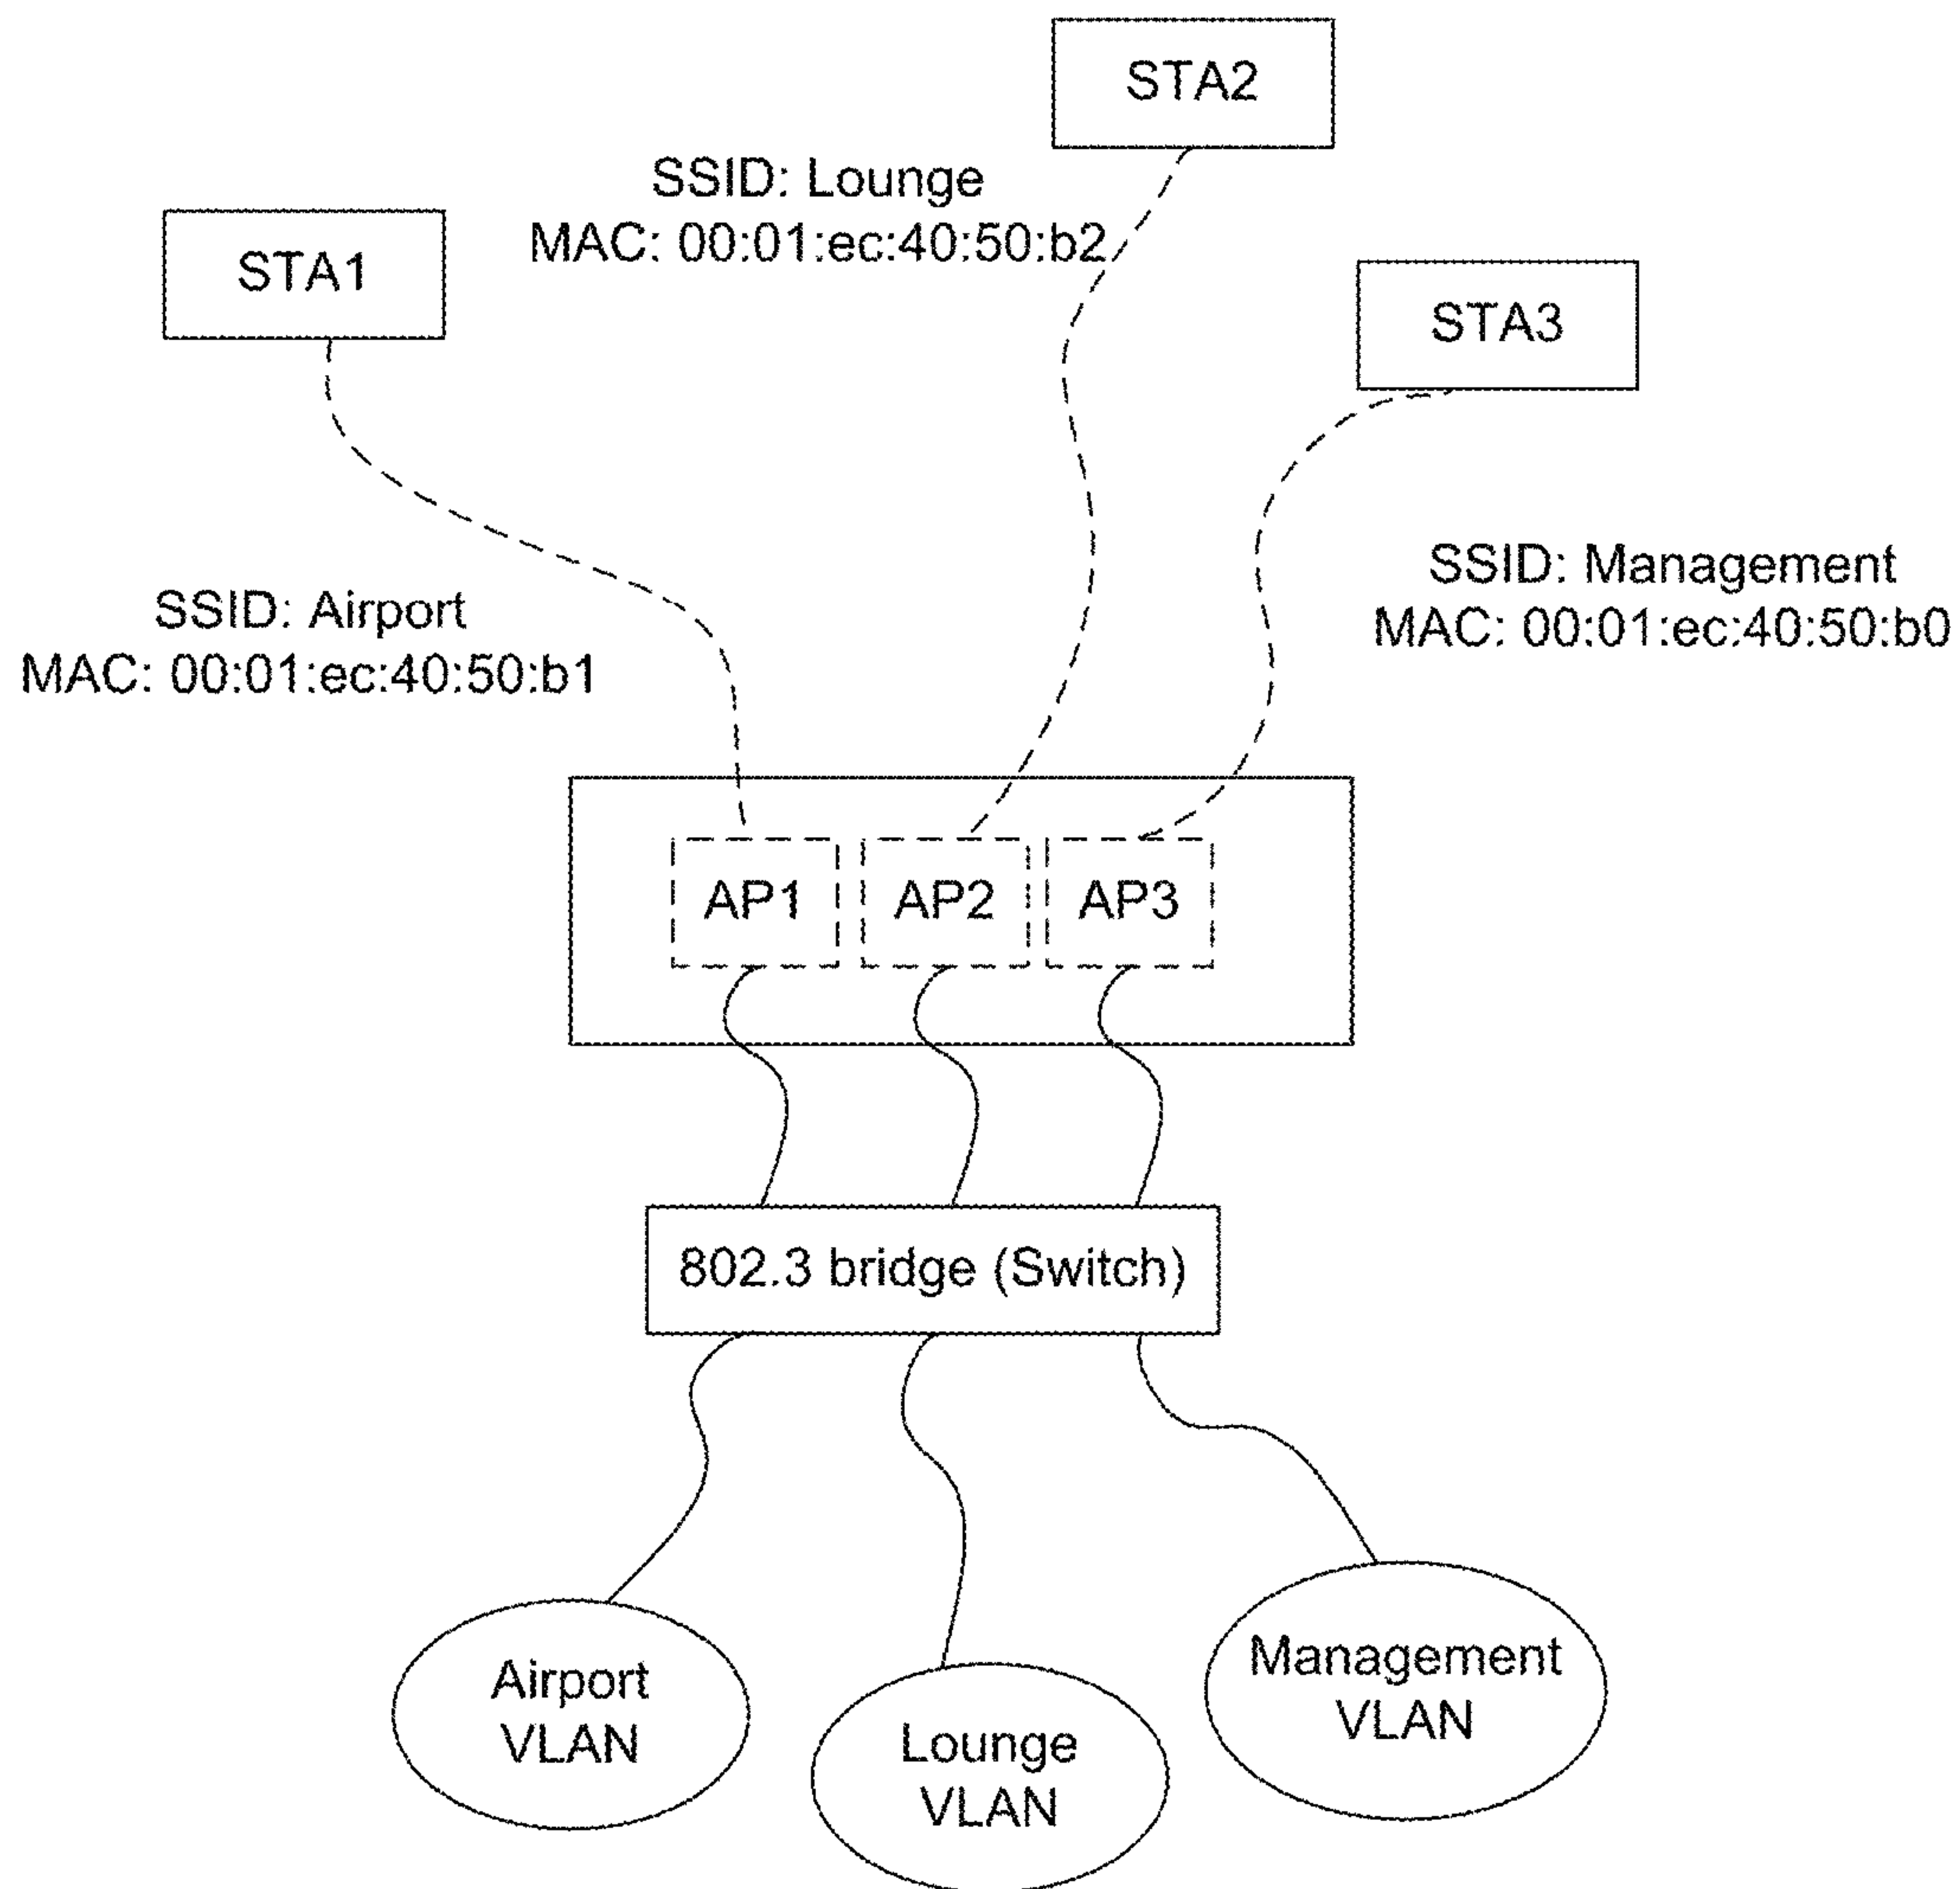 STA2
SSID: Lounge
MAC: 00:01:ec:40:50:b2
STA1
STA3
SSID: Management
MAC: 00:01:ec:40:50:b0
SSID: Airport
MAC: 00:01:ec:40:50:b1
AP1
AP2
AP3
802.3 bridge (Switch)
Airport
VLAN
Lounge
VLAN
Management
VLAN